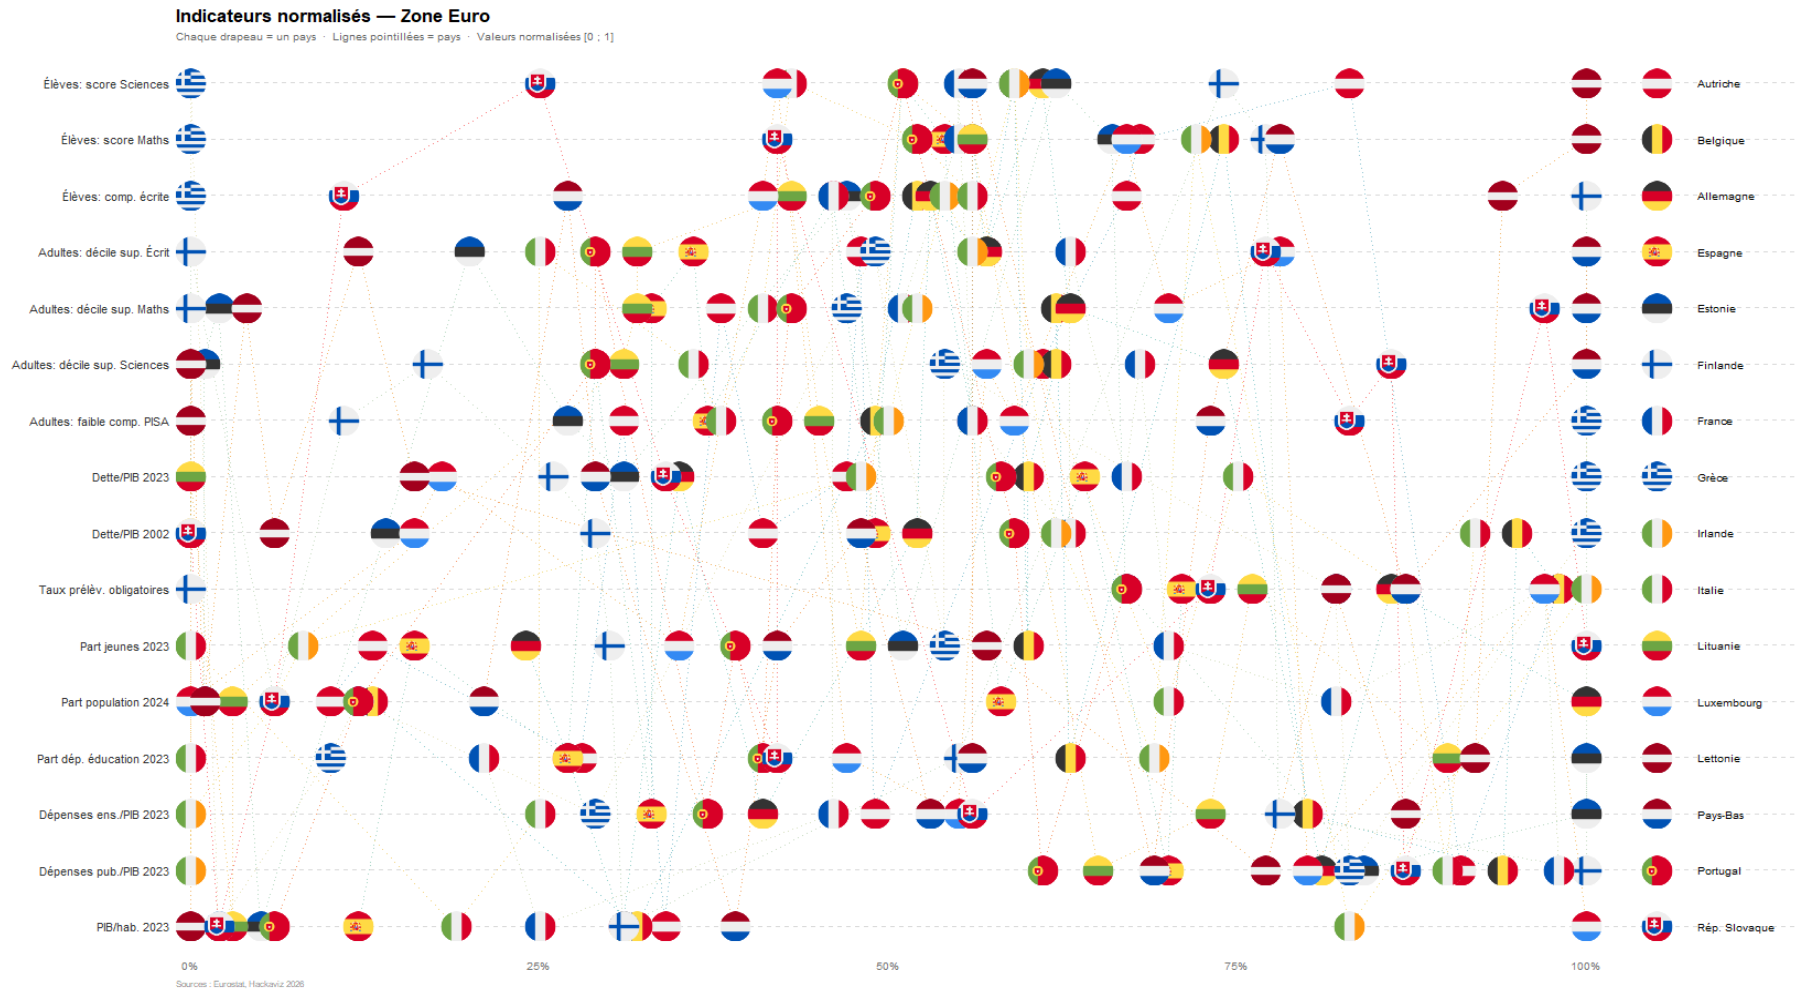 Indicateurs normalisés — Zone Euro
Chaque drapeau = un pays · Lignes pointillées = pays · Valeurs normalisées [0 ; 1]
Élèves: score Sciences
Autriche
Élèves: score Maths
Belgique
Élèves: comp. écrite
Allemagne
Adultes: décile sup. Écrit
Espagne
Adultes: décile sup. Maths
Estonie
Adultes: décile sup. Sciences
Finlande
Adultes: faible comp. PISA
France
Dette/PIB 2023
Grèce
Dette/PIB 2002
Irlande
Taux prélèv. obligatoires
Italie
Part jeunes 2023
Lituanie
Part population 2024
Luxembourg
Part dép. éducation 2023
Lettonie
Dépenses ens./PIB 2023
Pays-Bas
Dépenses pub./PIB 2023
Portugal
PIB/hab. 2023
Rép. Slovaque
0%
25%
50%
75%
100%
Sources : Eurostat, Hackaviz 2026